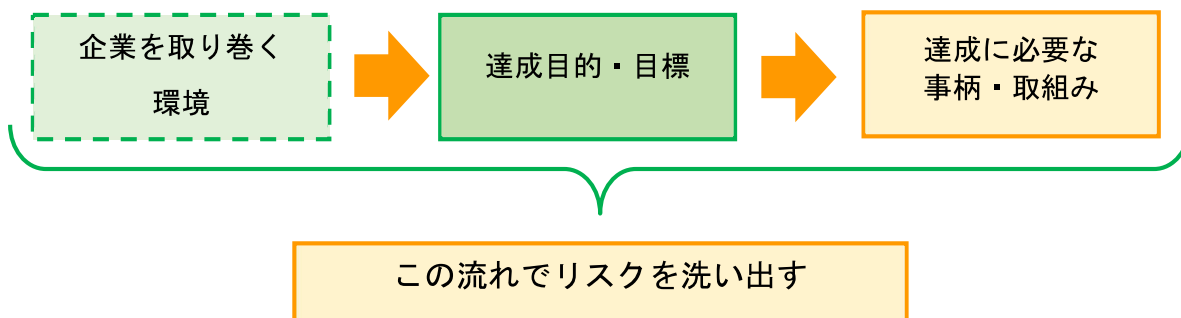 企業を取り巻く
環境
達成目的・目標
達成に必要な
事柄・取組み
この流れでリスクを洗い出す